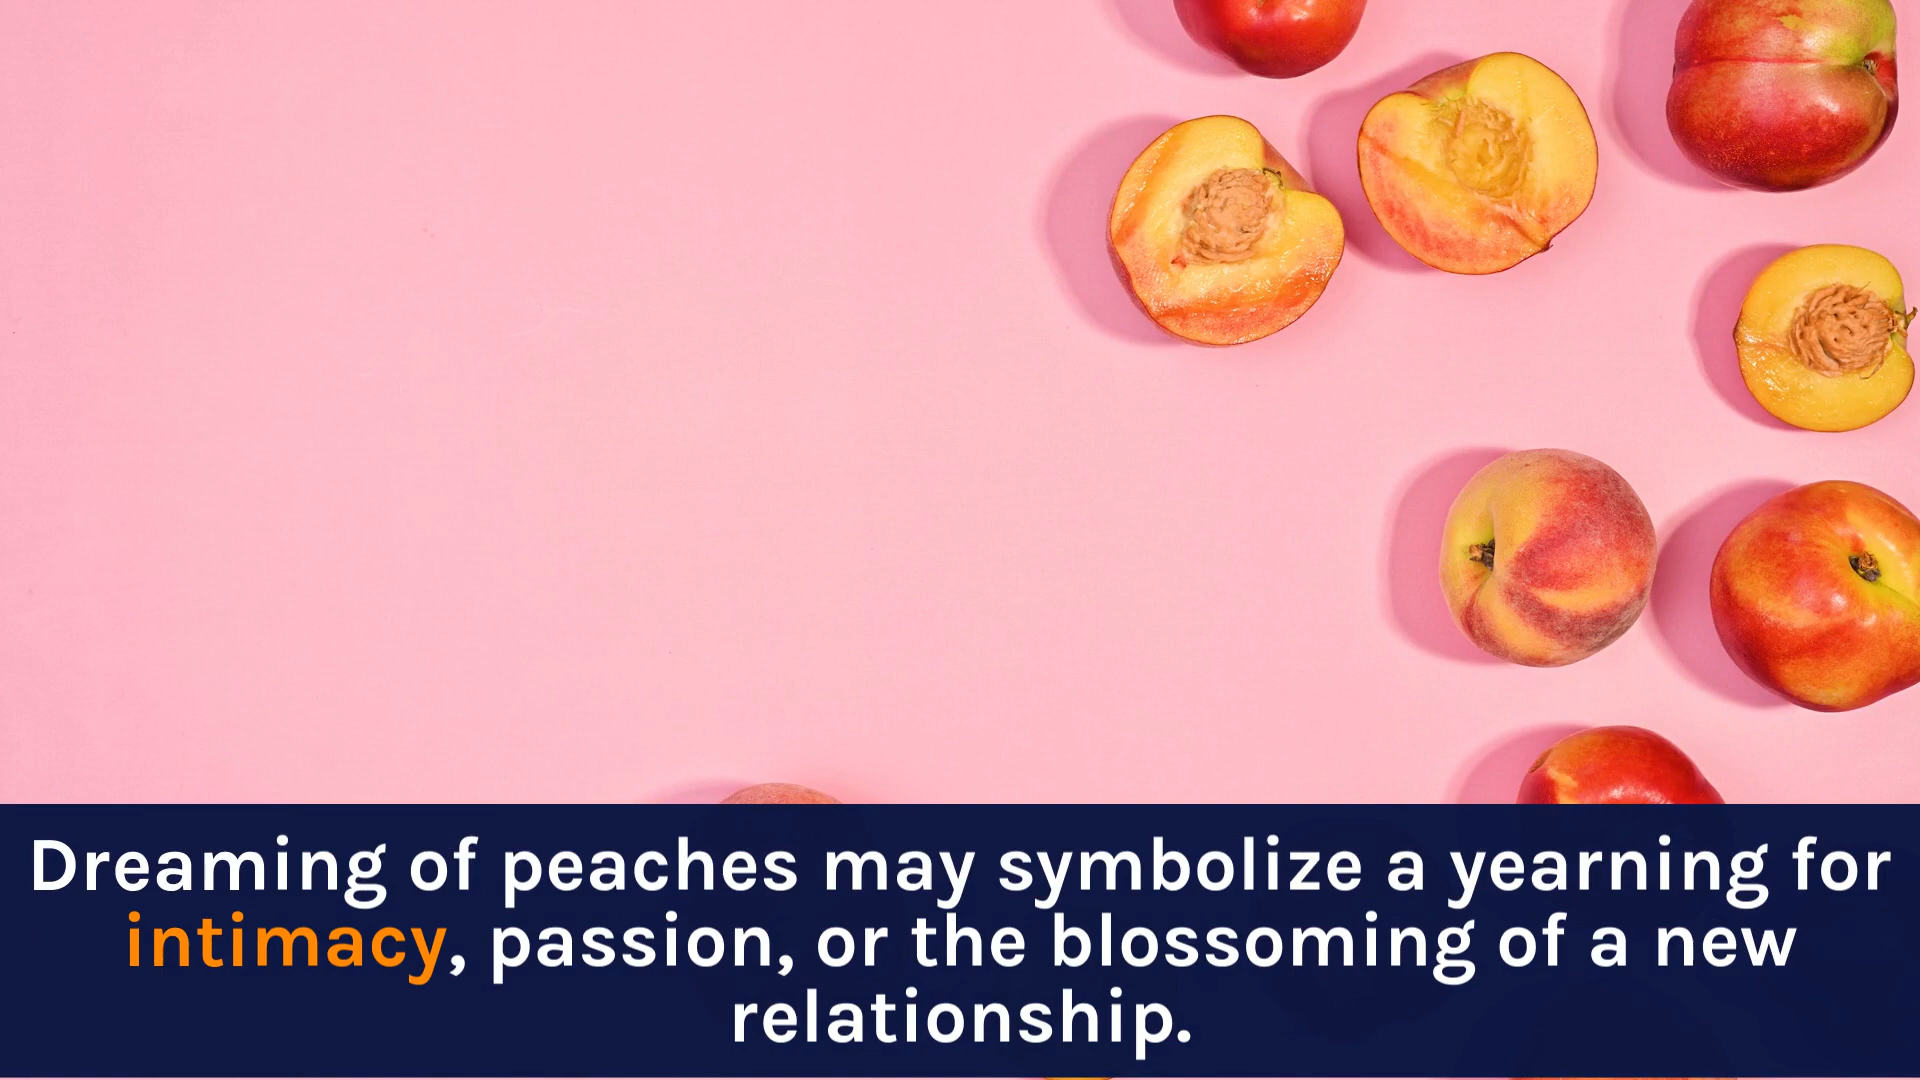 Dreaming of peaches may symbolize a yearning for
intimacy, passion, or the blossoming of a new
relationship.